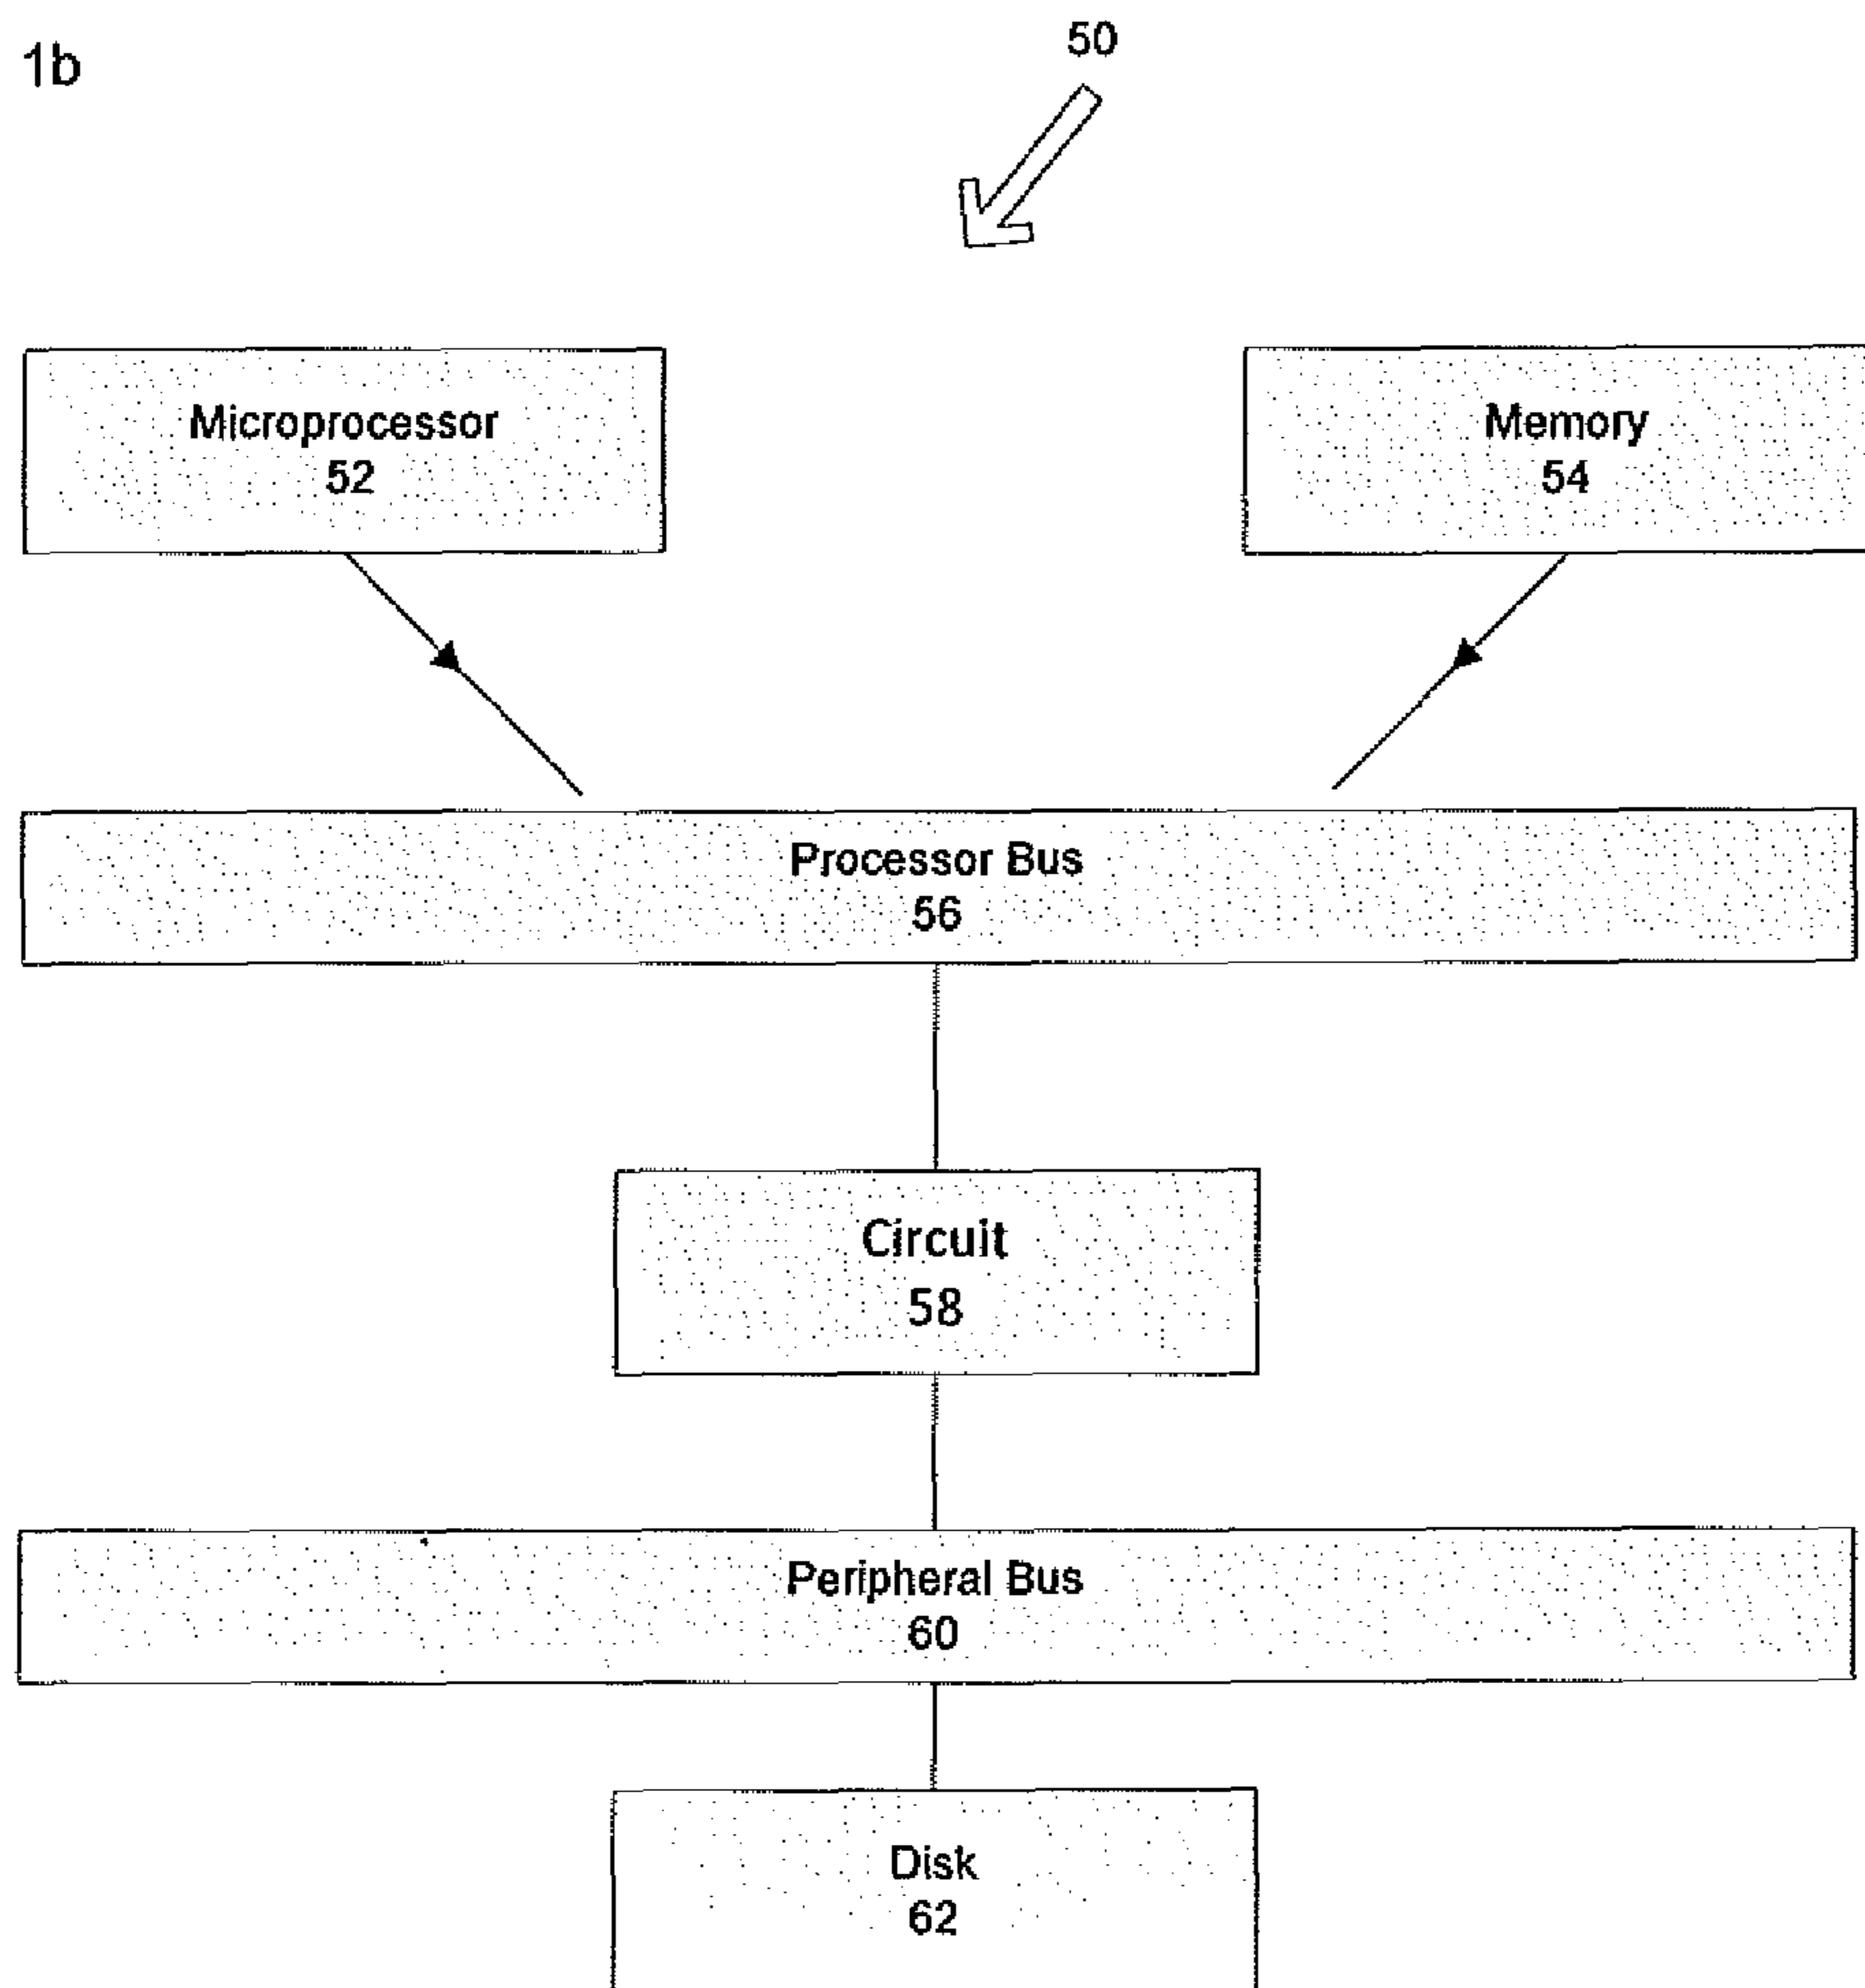 1b
50
Microprocessor
52
Memory
54
Processor Bus
56
Circuit
58
Peripheral Bus
60
Disk
62